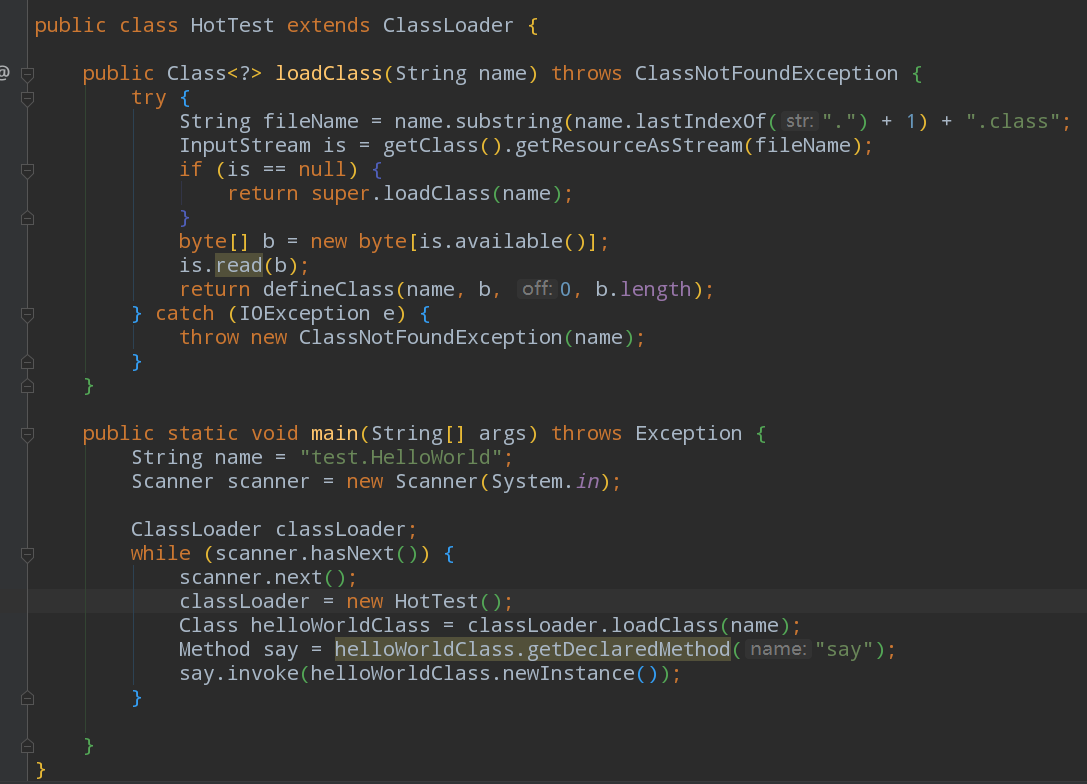 public class HotTest extends ClassLoader {
@ public Class<?> loadClass(String name) throws ClassNotFoundException {
try {
String fileName = name.substring(name.lastIndexOf( str: ".") + 1) + ".class";
InputStream is = getClass().getResourceAsStream(fileName);
if (is == null) {
return super.loadClass(name);
}
byte[] b = new byte[is.available()];
is.read(b);
return defineClass(name, b, off: 0, b.length);
} catch (IOException e) {
throw new ClassNotFoundException(name);
}
}
public static void main(String[] args) throws Exception {
String name = "test.HelloWorld";
Scanner scanner = new Scanner(System.in);
ClassLoader classLoader;
while (scanner.hasNext()) {
scanner.next();
classLoader = new HotTest();
Class helloWorldClass = classLoader.loadClass(name);
Method say = helloWorldClass.getDeclaredMethod( name: "say");
say.invoke(helloWorldClass.newInstance());
}
}
}